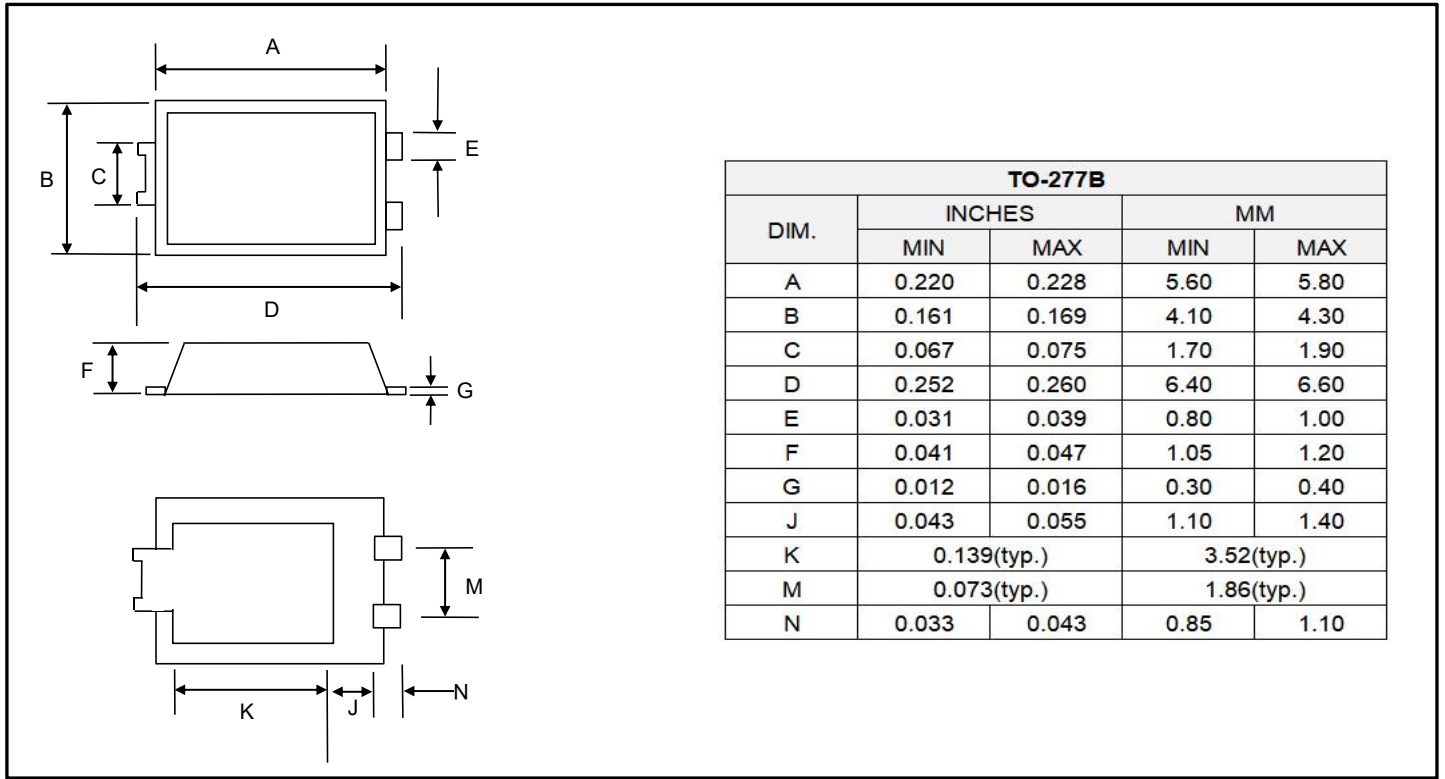 A
B
C
E
D
F
G
M
K
J
N
TO-277B
DIM. INCHES MM
MIN MAX MIN MAX
A 0.220 0.228 5.60 5.80
B 0.161 0.169 4.10 4.30
C 0.067 0.075 1.70 1.90
D 0.252 0.260 6.40 6.60
E 0.031 0.039 0.80 1.00
F 0.041 0.047 1.05 1.20
G 0.012 0.016 0.30 0.40
J 0.043 0.055 1.10 1.40
K 0.139(typ.) 3.52(typ.)
M 0.073(typ.) 1.86(typ.)
N 0.033 0.043 0.85 1.10